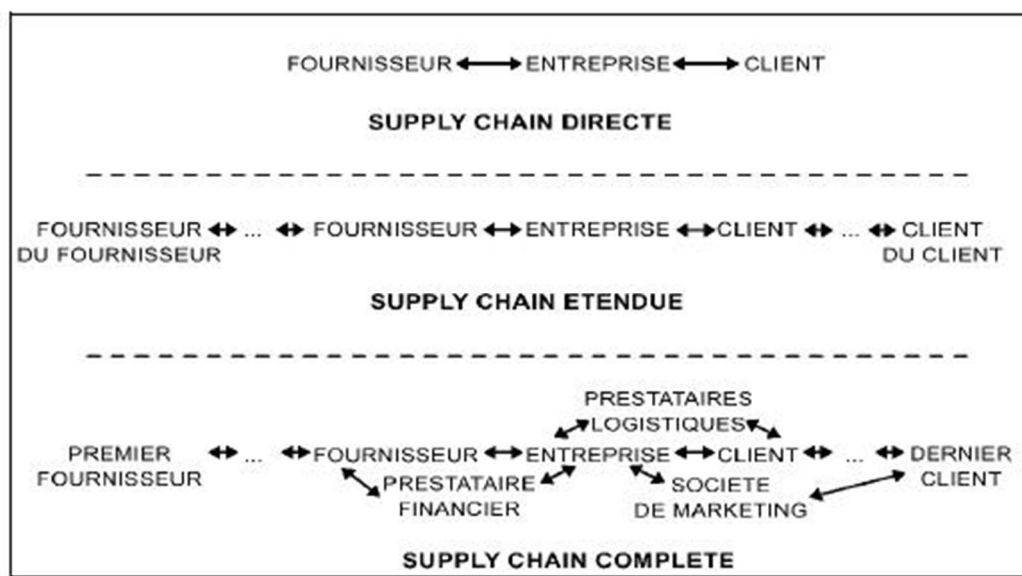 FOURNISSEUR ENTREPRISE CLIENT
SUPPLY CHAIN DIRECTE
FOURNISSEUR ... FOURNISSEUR ENTREPRISE CLIENT ... CLIENT
DU FOURNISSEUR DU CLIENT
SUPPLY CHAIN ETENDUE
PRESTATAIRES
LOGISTIQUES
PREMIER ... FOURNISSEUR ENTREPRISE CLIENT ... DERNIER
FOURNISSEUR PRESTATAIRE SOCIETE CLIENT
FINANCIER DE MARKETING
SUPPLY CHAIN COMPLETE